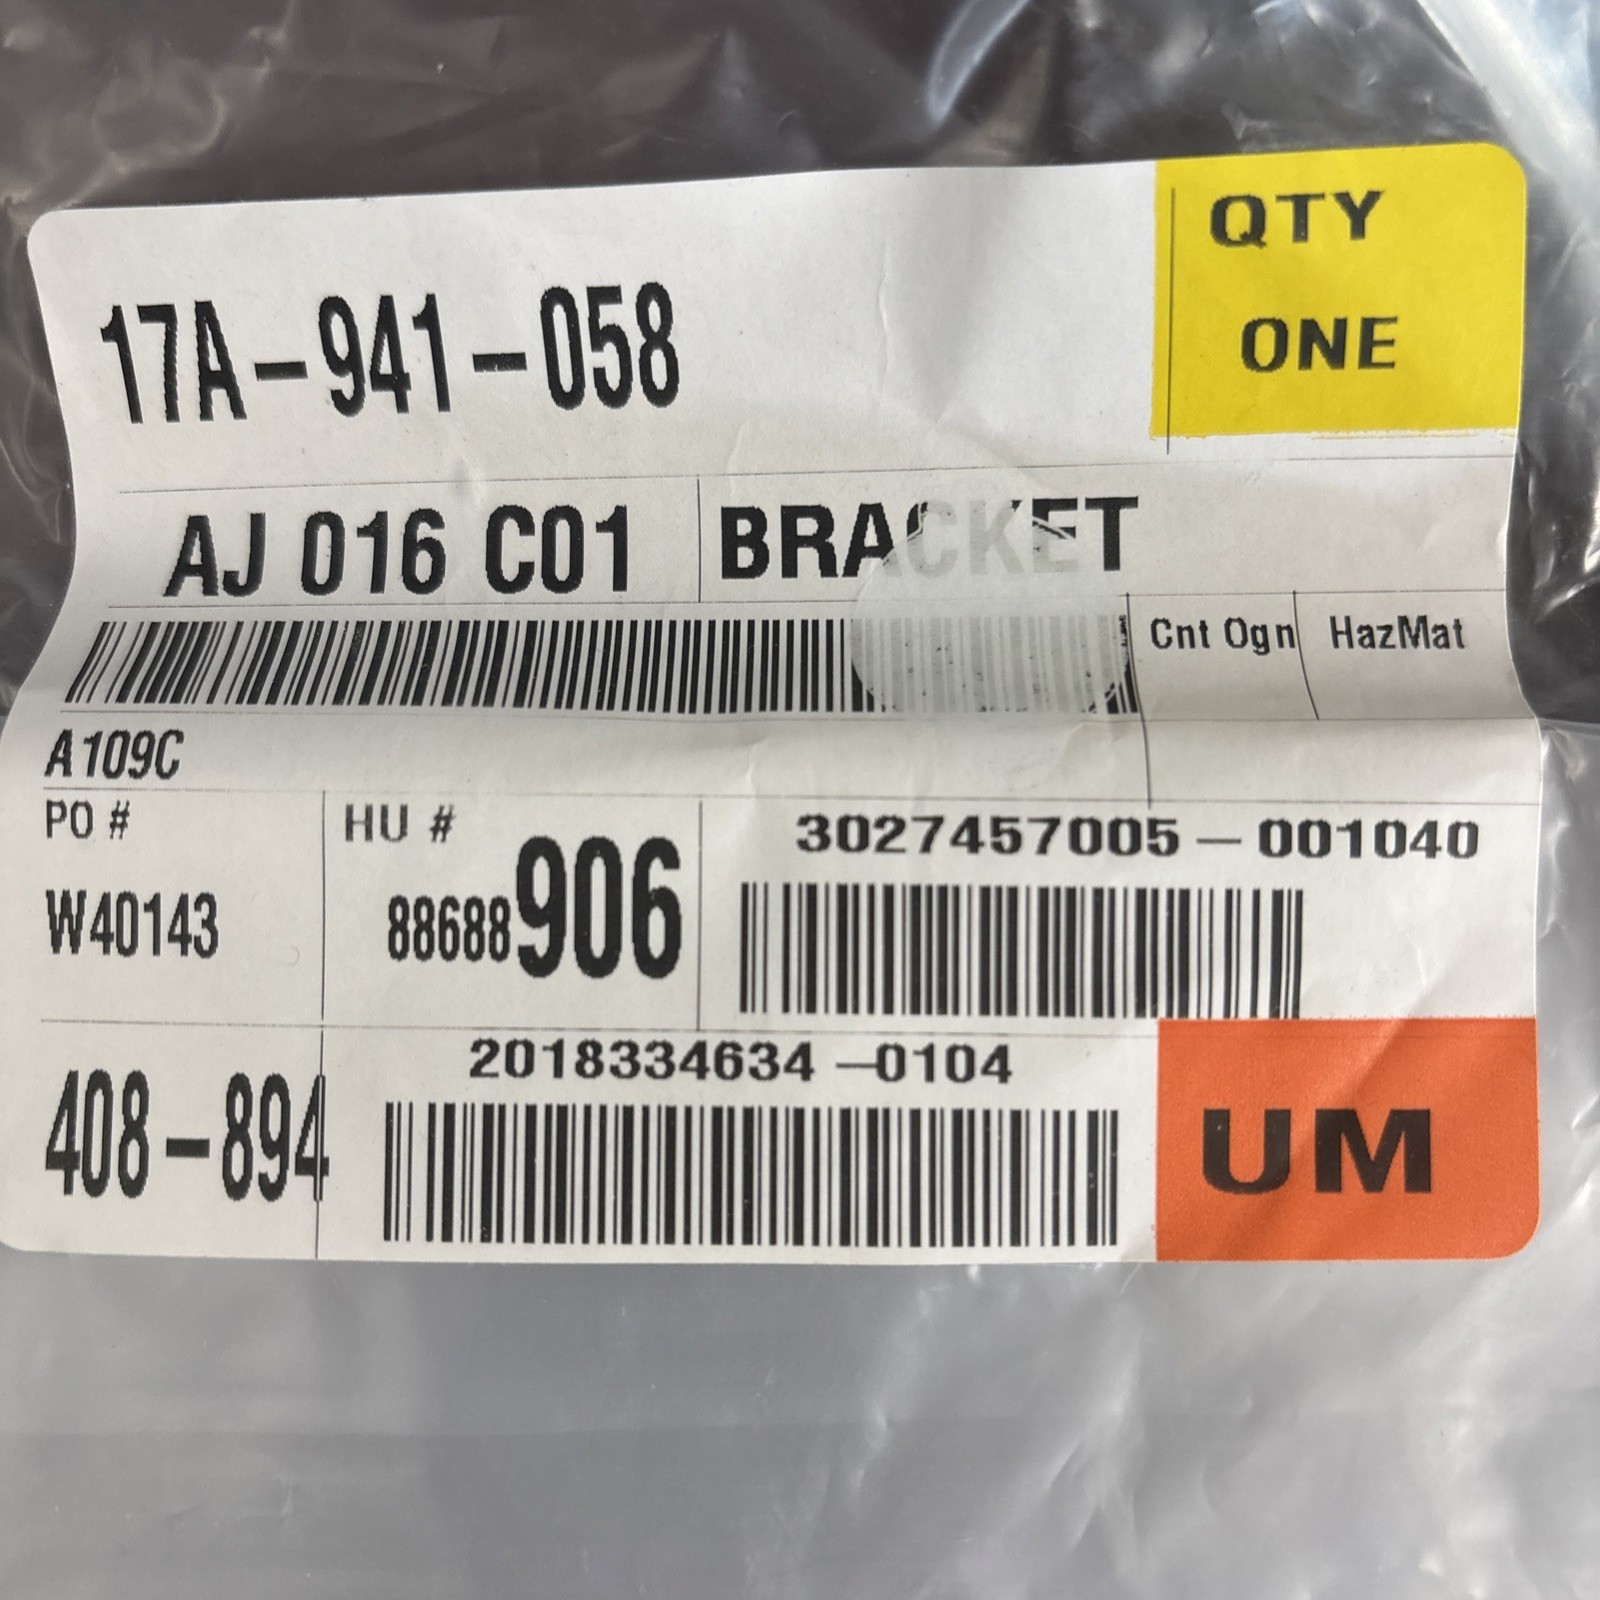 17A-941-058
QTY
ONE
AJ 016 C01
BRACKET
Cnt Ogn
HazMat
A109C
PO #
W40143
HU #
88688906
3027457005-001040
408-894
2018334634-0104
UM